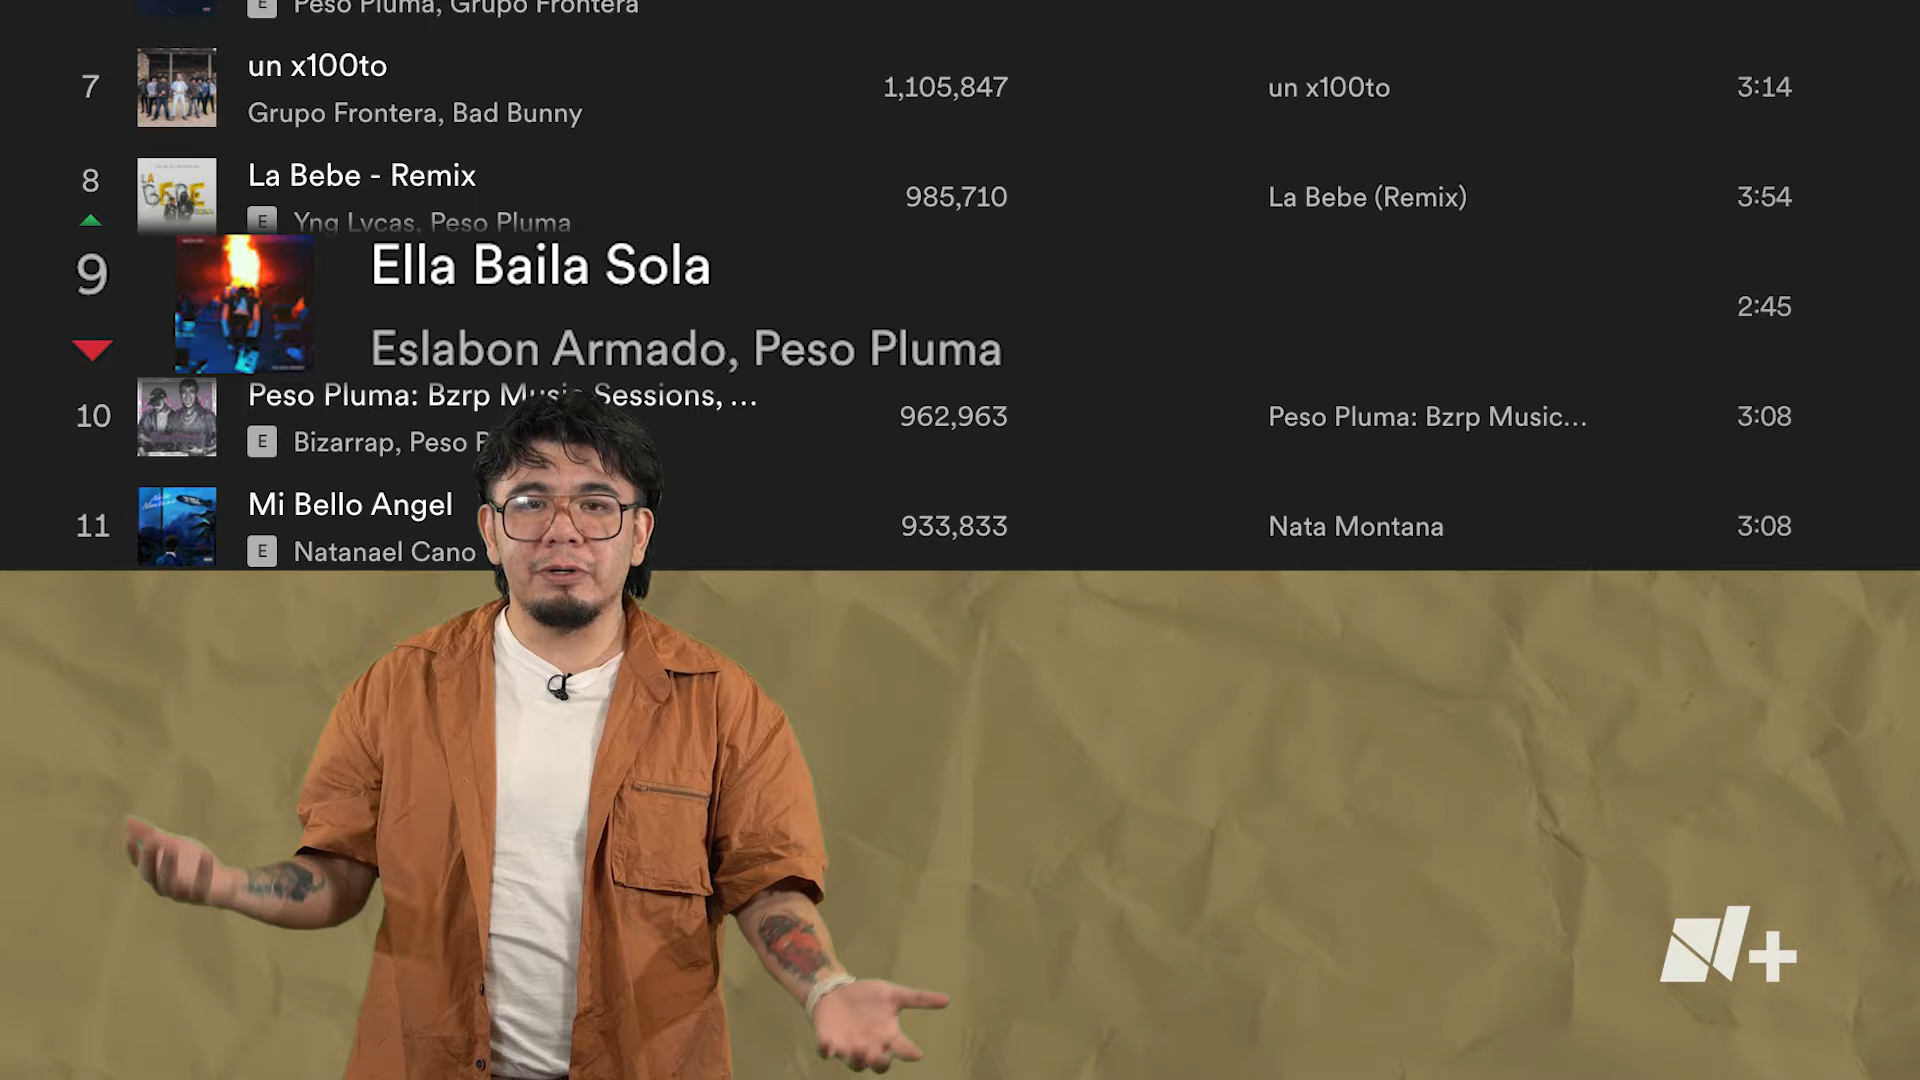 E Peso Pluma, Grupo Frontera
7
un x100to
Grupo Frontera, Bad Bunny
1,105,847
un x100to
3:14
8
La Bebe - Remix
E Yng Lvcas, Peso Pluma
985,710
La Bebe (Remix)
3:54
9
Ella Baila Sola
Eslabon Armado, Peso Pluma
2:45
10
Peso Pluma: Bzrp Music Sessions, ...
E Bizarrap, Peso
962,963
Peso Pluma: Bzrp Music...
3:08
11
Mi Bello Angel
E Natanael Cano
933,833
Nata Montana
3:08
LA BEBE
N+